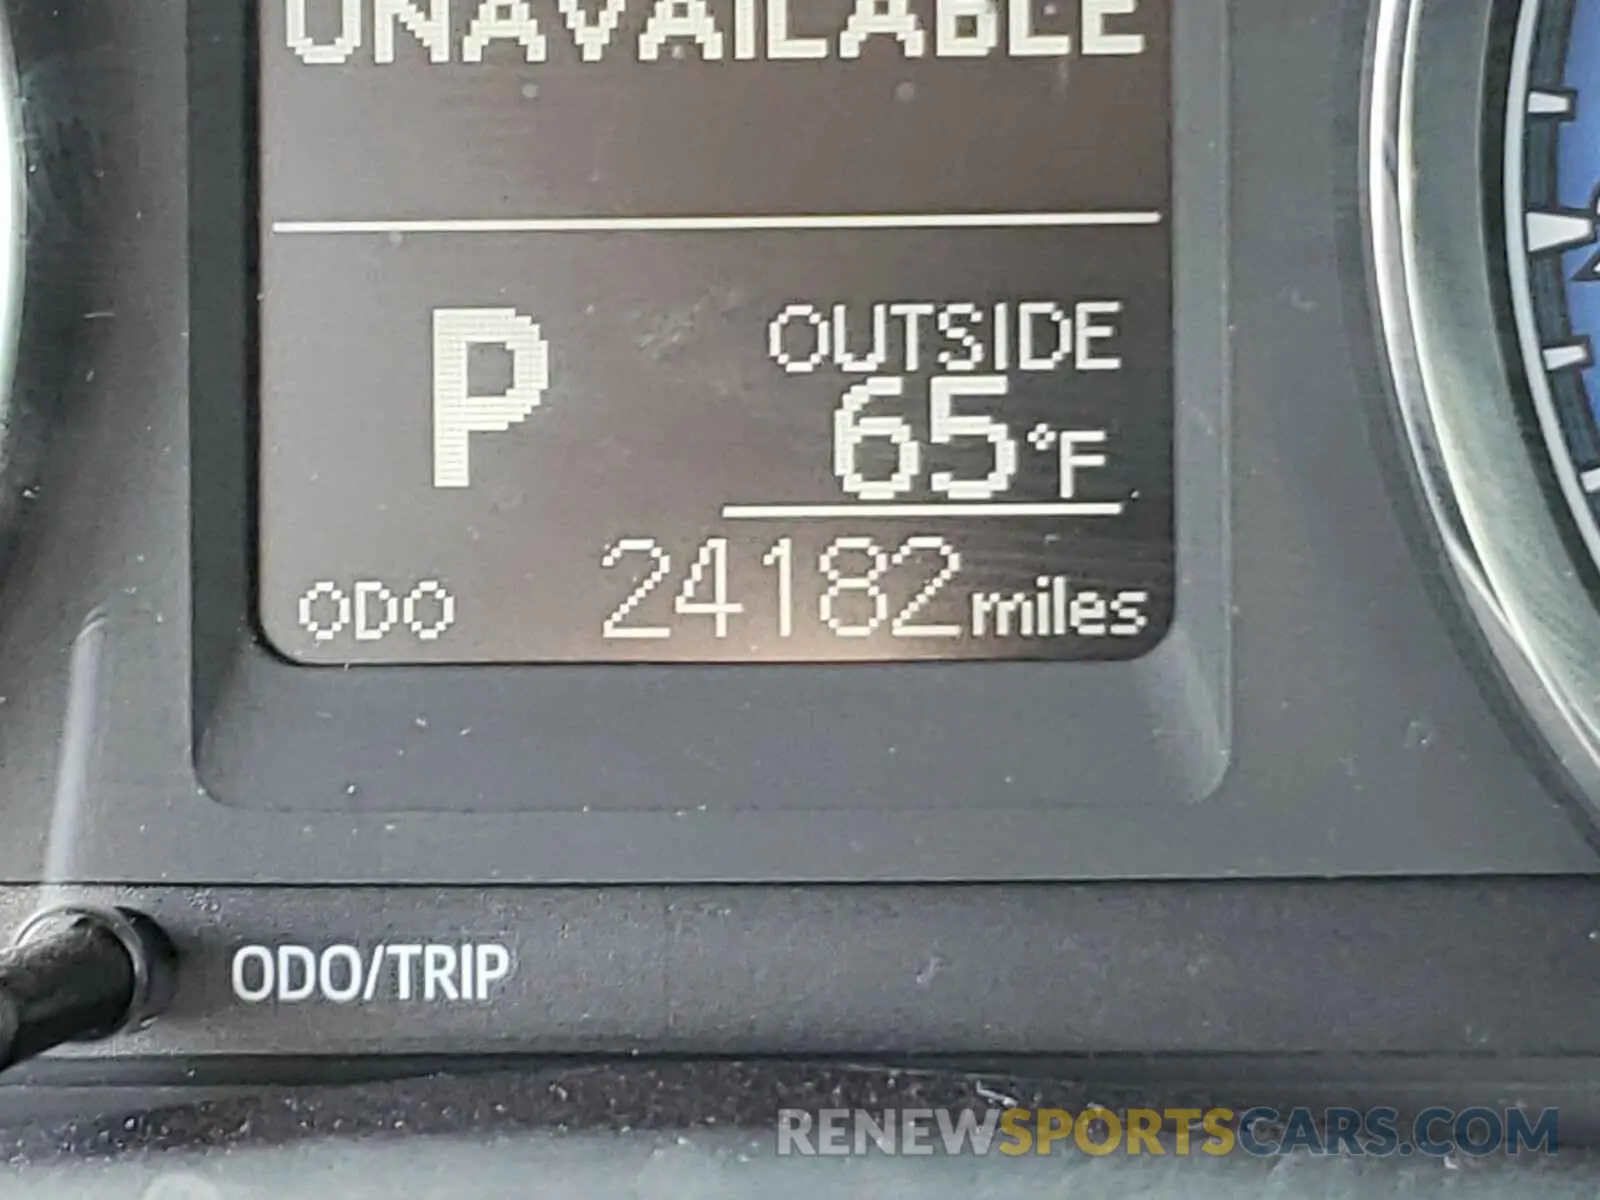 UNAVAILABLE
P
OUTSIDE
65°F
ODO 24182 miles
ODO/TRIP
RENEWSPORTSCARS.COM